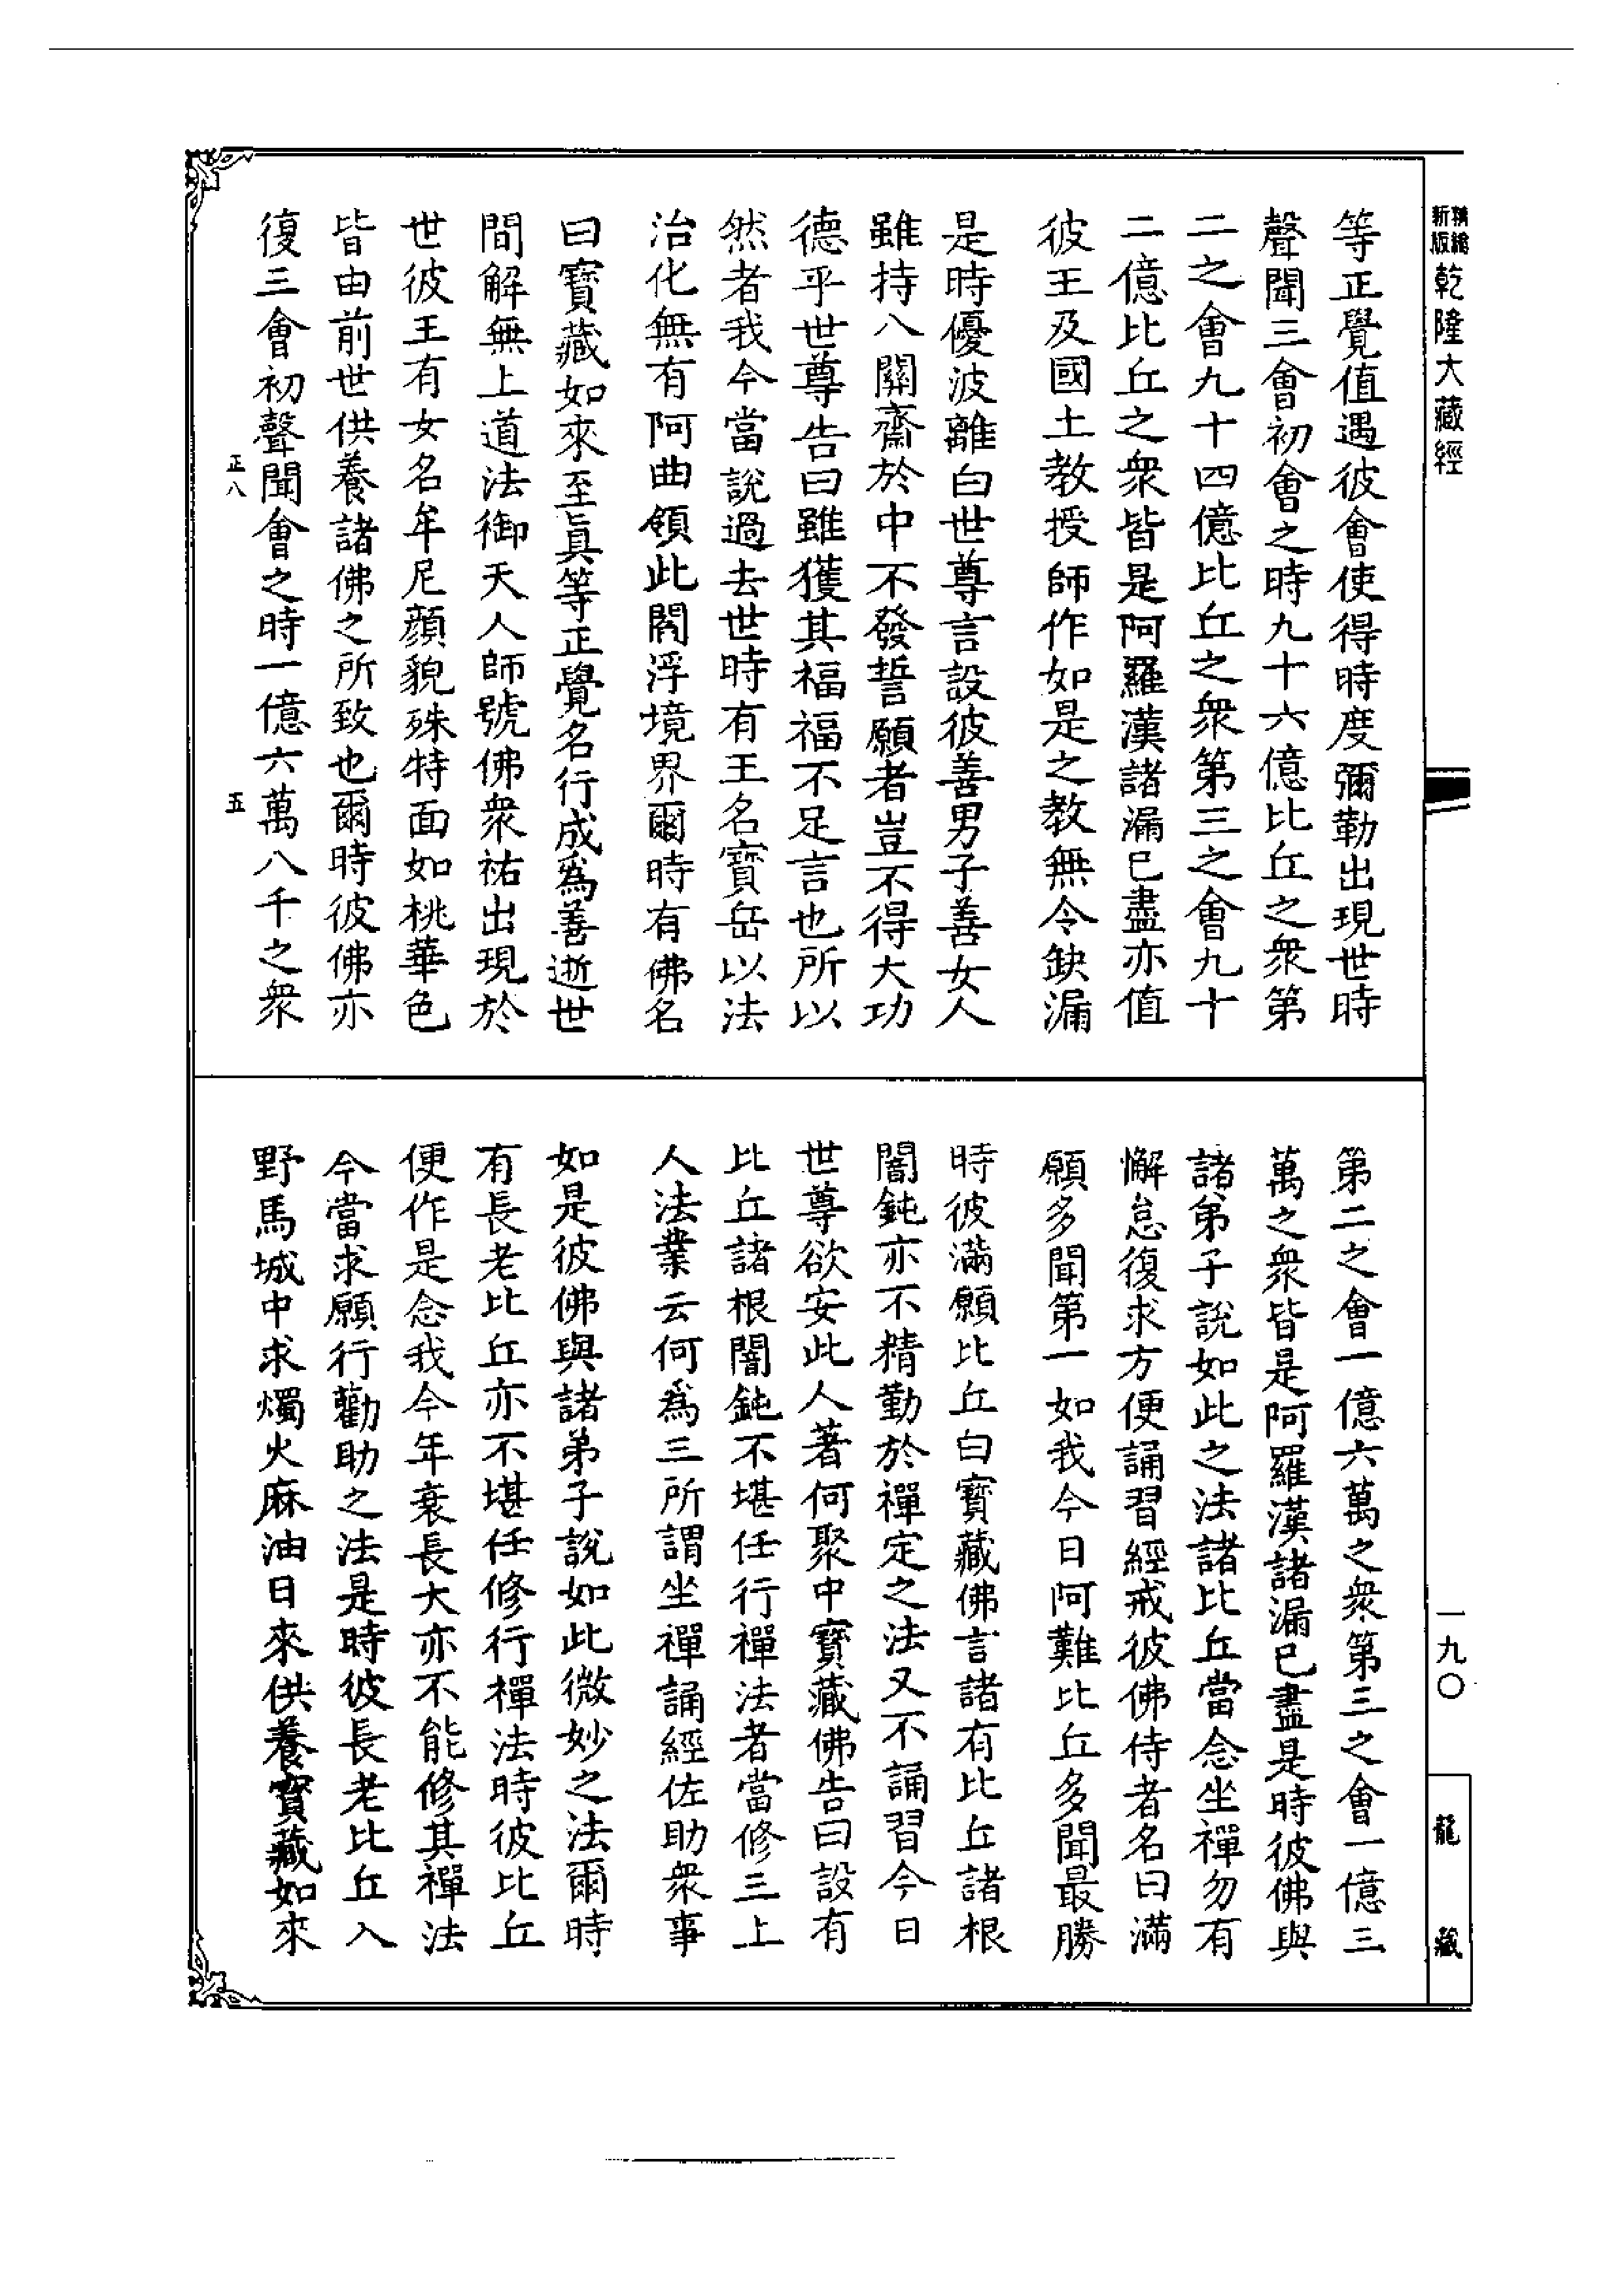 新版
精繪
乾隆大藏經
等正覺值遇彼會使得時度彌勒出現世時
聲聞三會初會之時九十六億比丘之眾第
二之會九十四億比丘之眾第三之會九十
二億比丘之眾皆是阿羅漢諸漏已盡亦值
彼王及國土教授師作如是之教無令缺漏
是時優波離白世尊言設彼善男子善女人
雖持八關齋於中不發誓願者豈不得大功
德乎世尊告曰雖獲其福福不足言也所以
然者我今當說過去世時有王名寶岳以法
治化無有阿曲領此閻浮境界爾時有佛名
曰寶藏如來至真等正覺名行成為善逝世
間解無上道法御天人師號佛眾祐出現於
世彼王有女名牟尼顏貌殊特面如桃華色
皆由前世供養諸佛之所致也爾時彼佛亦
復三會初聲聞會之時一億六萬八千之眾
正八
五
第二之會一億六萬之眾第三之會一億三
萬之眾皆是阿羅漢諸漏已盡是時彼佛與
諸弟子說如此之法諸比丘當念坐禪勿有
懈怠復求方便誦習經戒彼佛侍者名曰滿
願多聞第一如我今日阿難比丘多聞最勝
時彼滿願比丘白寶藏佛言諸有比丘諸根
闇鈍亦不精勤於禪定之法又不誦習今日
世尊欲安此人著何聚中寶藏佛告曰設有
比丘諸根闇鈍不堪任行禪法者當修三上
人法業云何為三所謂坐禪誦經佐助眾事
如是彼佛與諸弟子說如此微妙之法爾時
有長老比丘亦不堪任修行禪法時彼比丘
便作是念我今年衰長大亦不能修其禪法
今當求願行勸助之法是時彼長老比丘入
野馬城中求燭火麻油日來供養寶藏如來
一九〇
龍藏